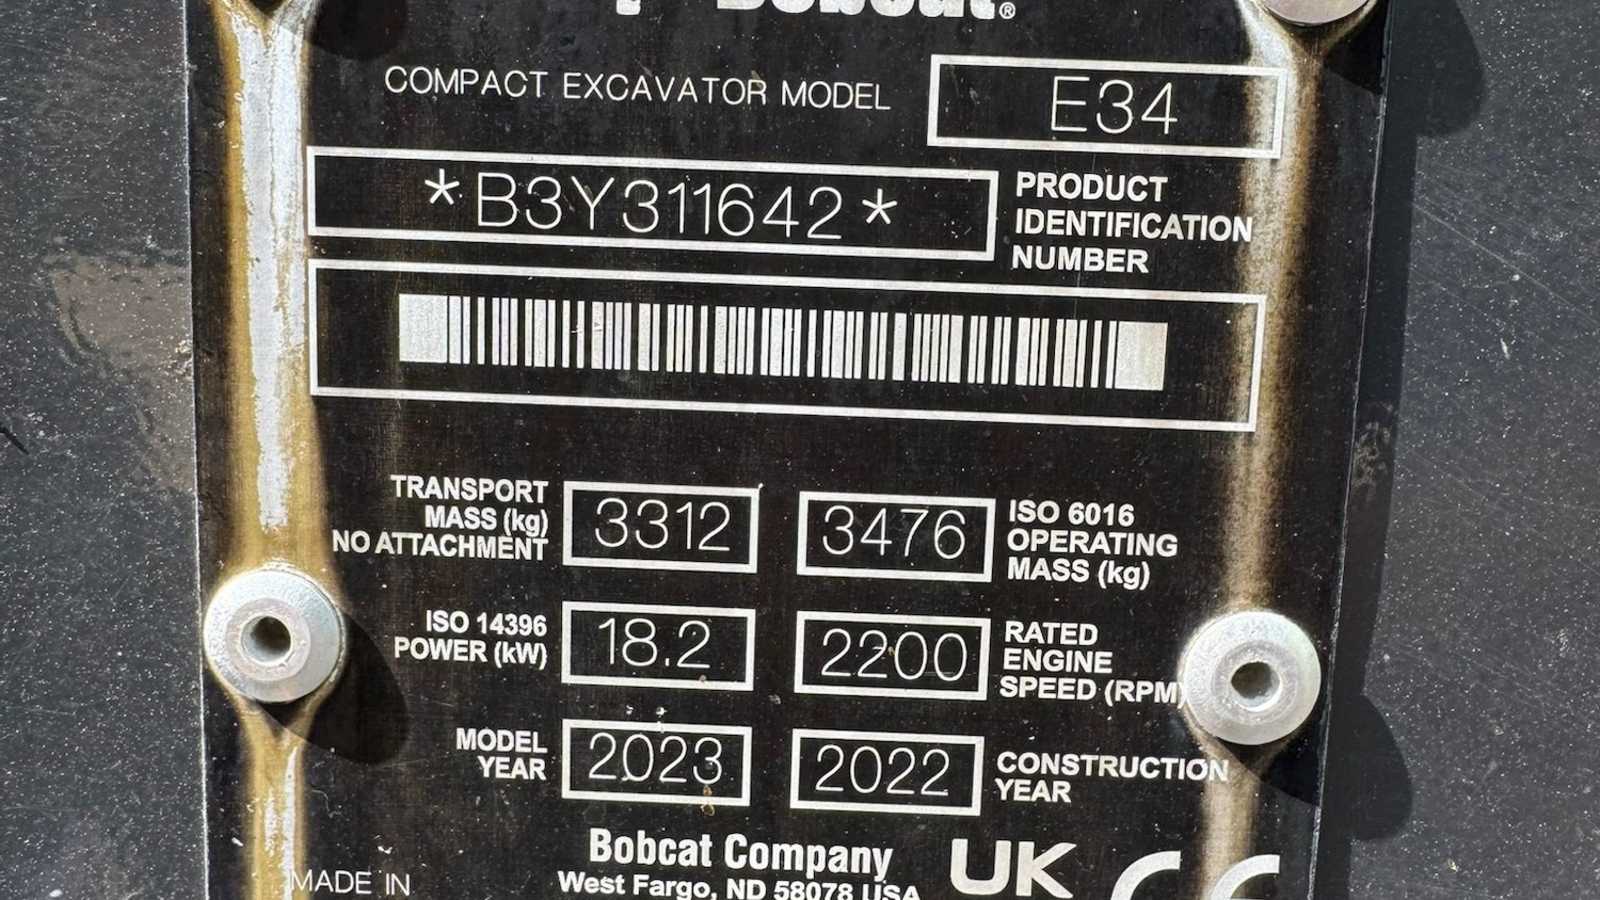 Bobcat®
COMPACT EXCAVATOR MODEL E34
*B3Y311642*
PRODUCT
IDENTIFICATION
NUMBER
TRANSPORT
MASS (kg)
NO ATTACHMENT
3312
3476
ISO 6016
OPERATING
MASS (kg)
ISO 14396
POWER (kW)
18.2
2200
RATED
ENGINE
SPEED (RPM)
MODEL
YEAR
2023
2022
CONSTRUCTION
YEAR
Bobcat Company
West Fargo, ND 58078 USA
MADE IN
UK
CE